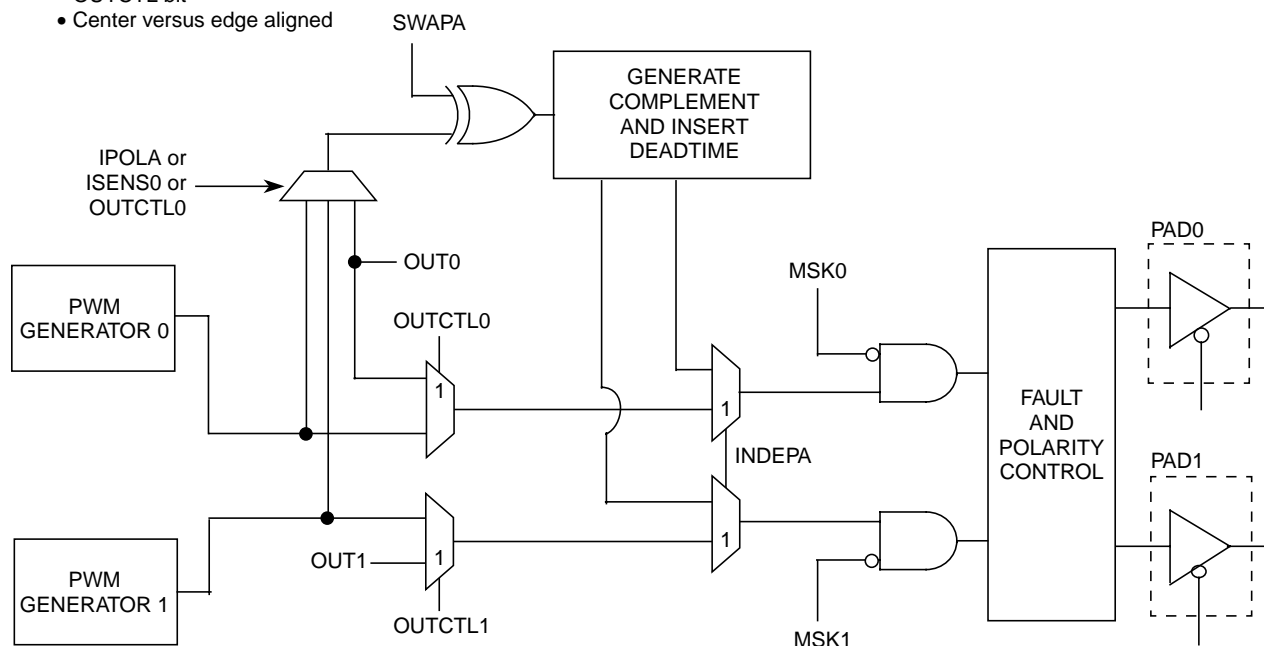 • Center versus edge aligned
SWAPA
GENERATE
COMPLEMENT
AND INSERT
DEADTIME
IPOLA or
ISENS0 or
OUTCTL0
PAD0
OUT0
MSK0
PWM
GENERATOR 0
OUTCTL0
1
1
FAULT
AND
POLARITY
CONTROL
INDEPA
PAD1
OUT1
1
1
PWM
GENERATOR 1
OUTCTL1
MSK1